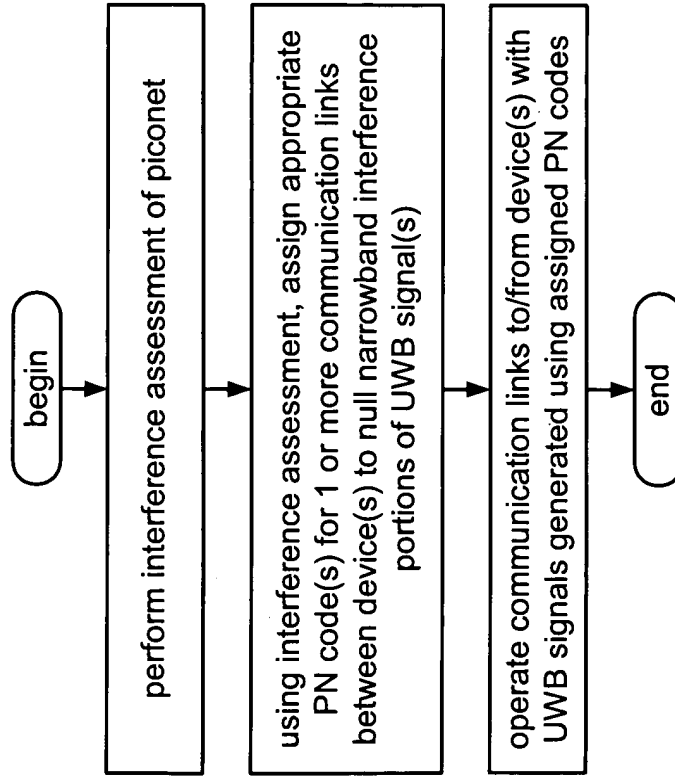 begin
perform interference assessment of piconet
using interference assessment, assign appropriate
PN code(s) for 1 or more communication links
between device(s) to null narrowband interference
portions of UWB signal(s)
operate communication links to/from device(s) with
UWB signals generated using assigned PN codes
end